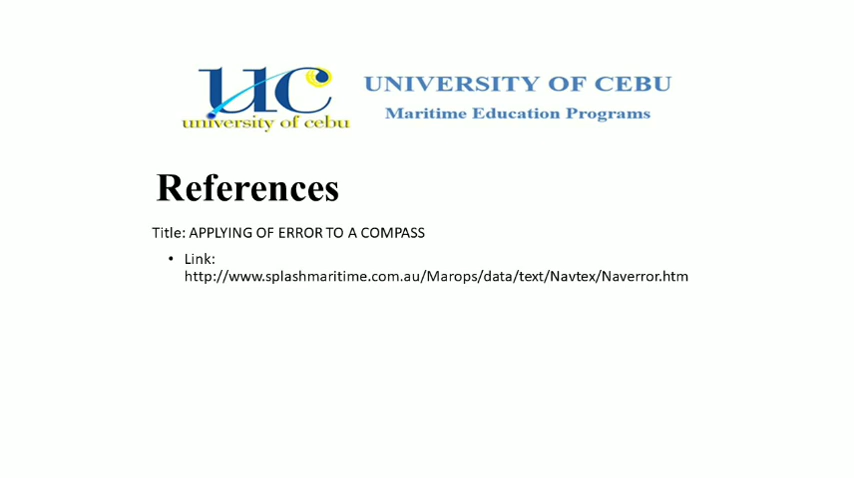 UC
university of cebu
UNIVERSITY OF CEBU
Maritime Education Programs
References
Title: APPLYING OF ERROR TO A COMPASS
• Link:
http://www.splashmaritime.com.au/Marops/data/text/Navtex/Naverror.htm